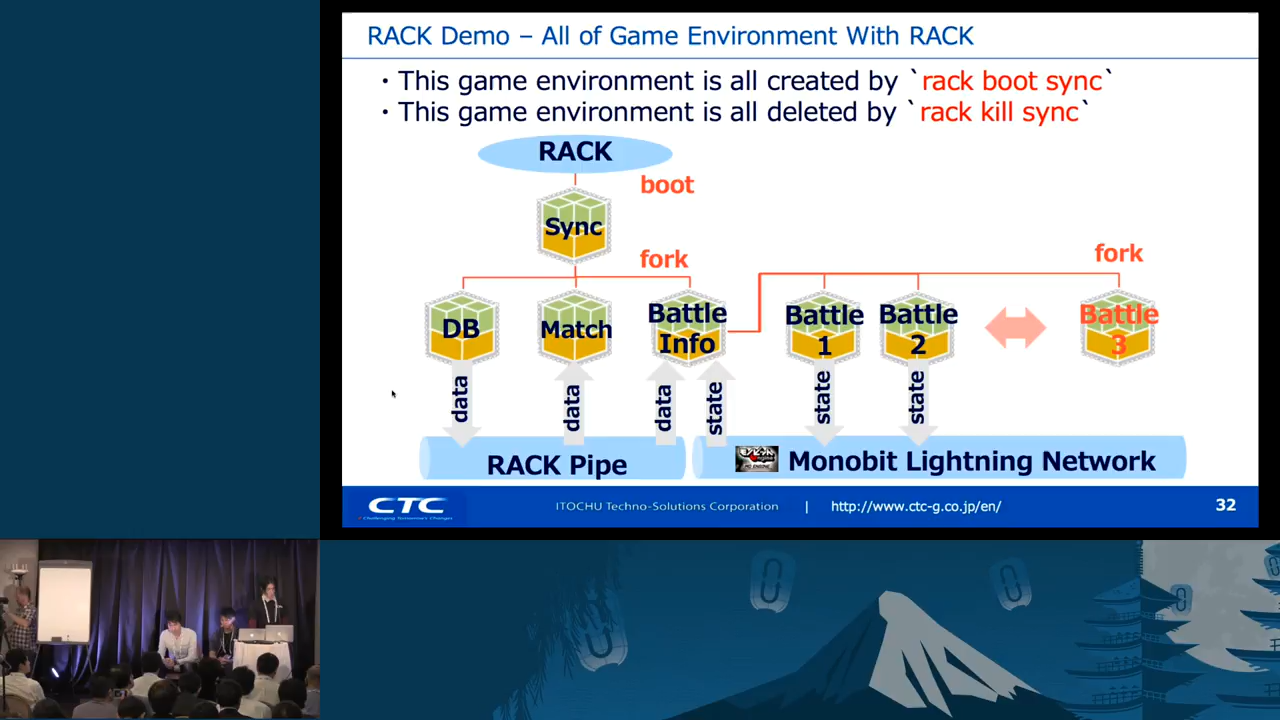 RACK Demo – All of Game Environment With RACK
・This game environment is all created by `rack boot sync`
・This game environment is all deleted by `rack kill sync`
RACK
boot
Sync
fork
fork
DB
Match
Battle
Info
Battle
1
Battle
2
Battle
3
data
data
data
state
state
state
RACK Pipe
Monobit Lightning Network
CTC
Challenging Tomorrow's Changes
ITOCHU Techno-Solutions Corporation | http://www.ctc-g.co.jp/en/
32